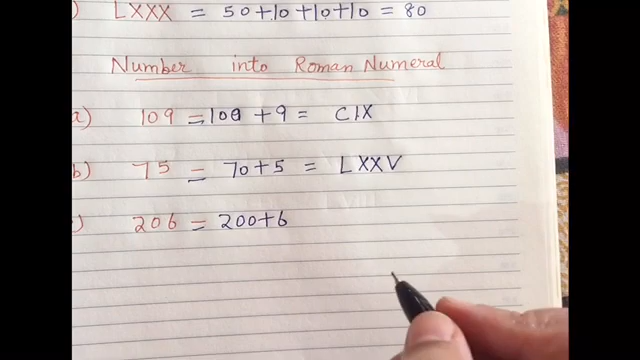 ) LXXX = 50+10+10+10 = 80
Number into Roman Numeral
a) 109 = 100+9 = CIX
b) 75 = 70+5 = LXXV
) 206 = 200+6